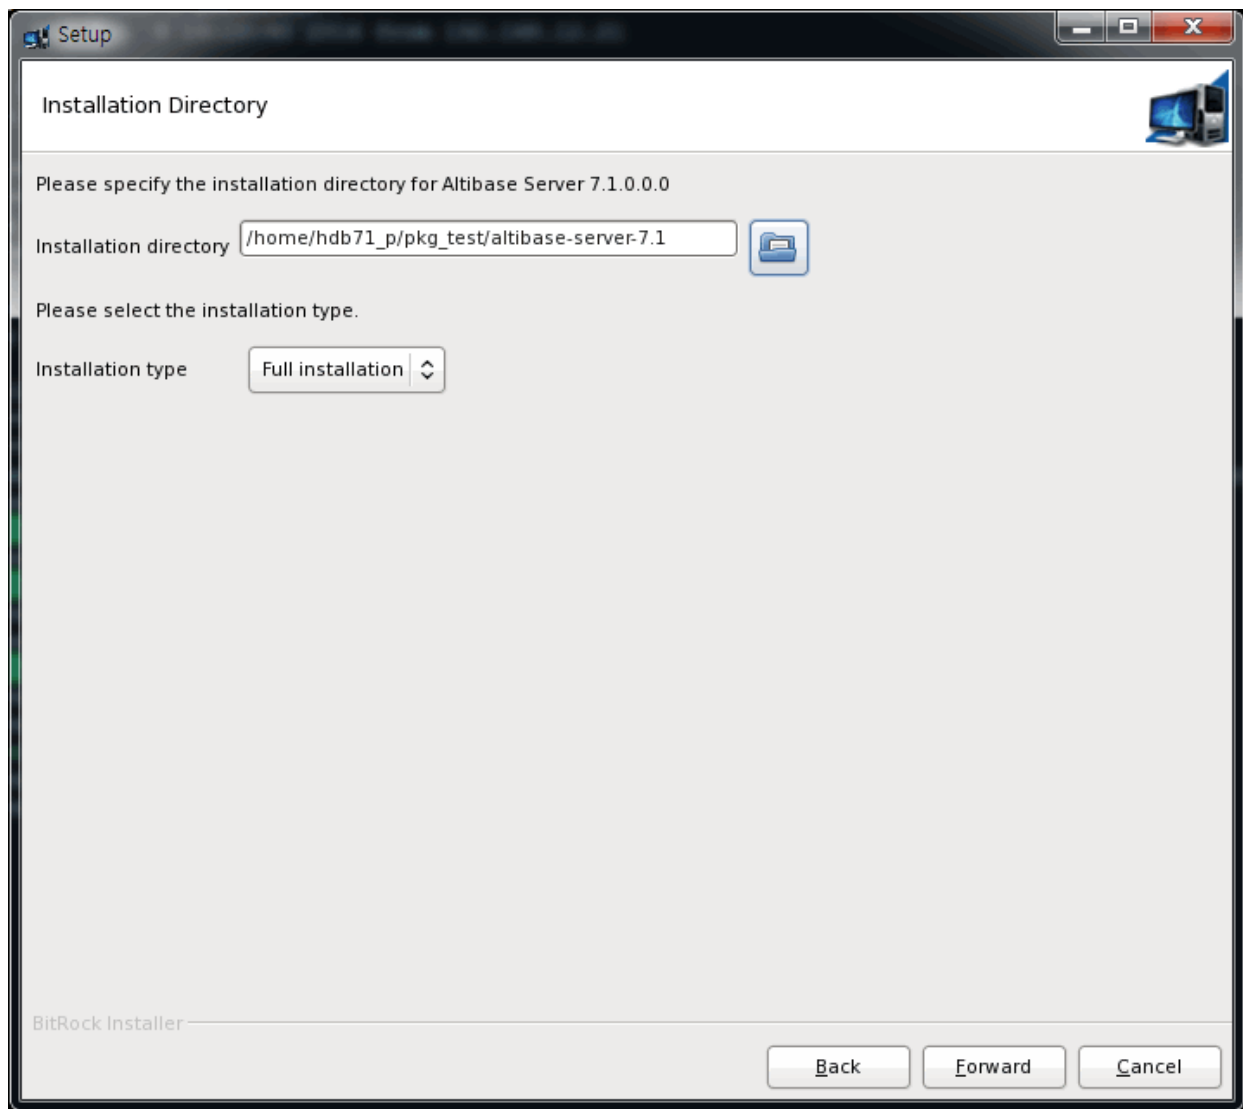 Setup
Installation Directory
Please specify the installation directory for Altibase Server 7.1.0.0.0
Installation directory /home/hdb71_p/pkg_test/altibase-server-7.1
Please select the installation type.
Installation type Full installation
BitRock Installer
Back Forward Cancel